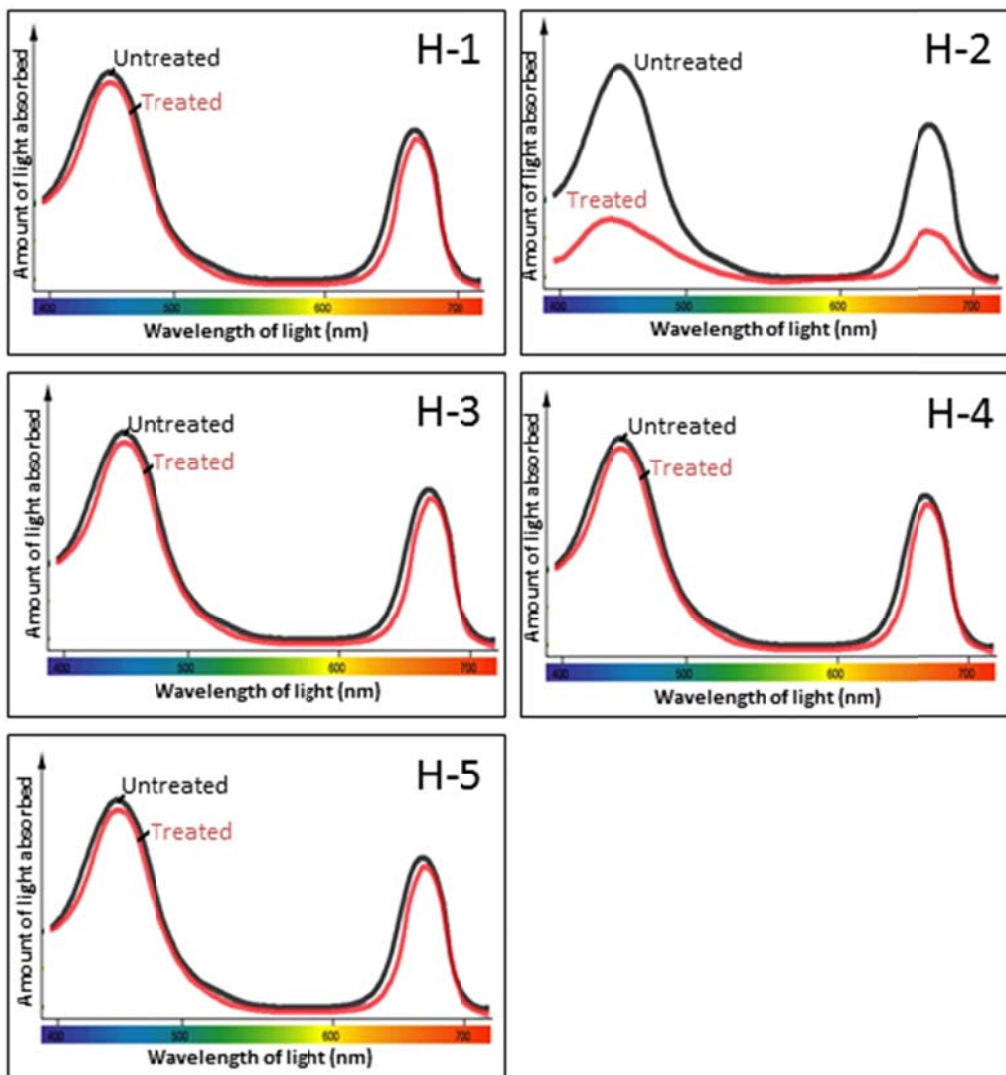 H-1
Untreated
Treated
Amount of light absorbed
400 500 600 700
Wavelength of light (nm)
H-2
Untreated
Treated
Amount of light absorbed
400 500 600 700
Wavelength of light (nm)
H-3
Untreated
Treated
Amount of light absorbed
400 500 600 700
Wavelength of light (nm)
H-4
Untreated
Treated
Amount of light absorbed
400 500 600 700
Wavelength of light (nm)
H-5
Untreated
Treated
Amount of light absorbed
400 500 600 700
Wavelength of light (nm)